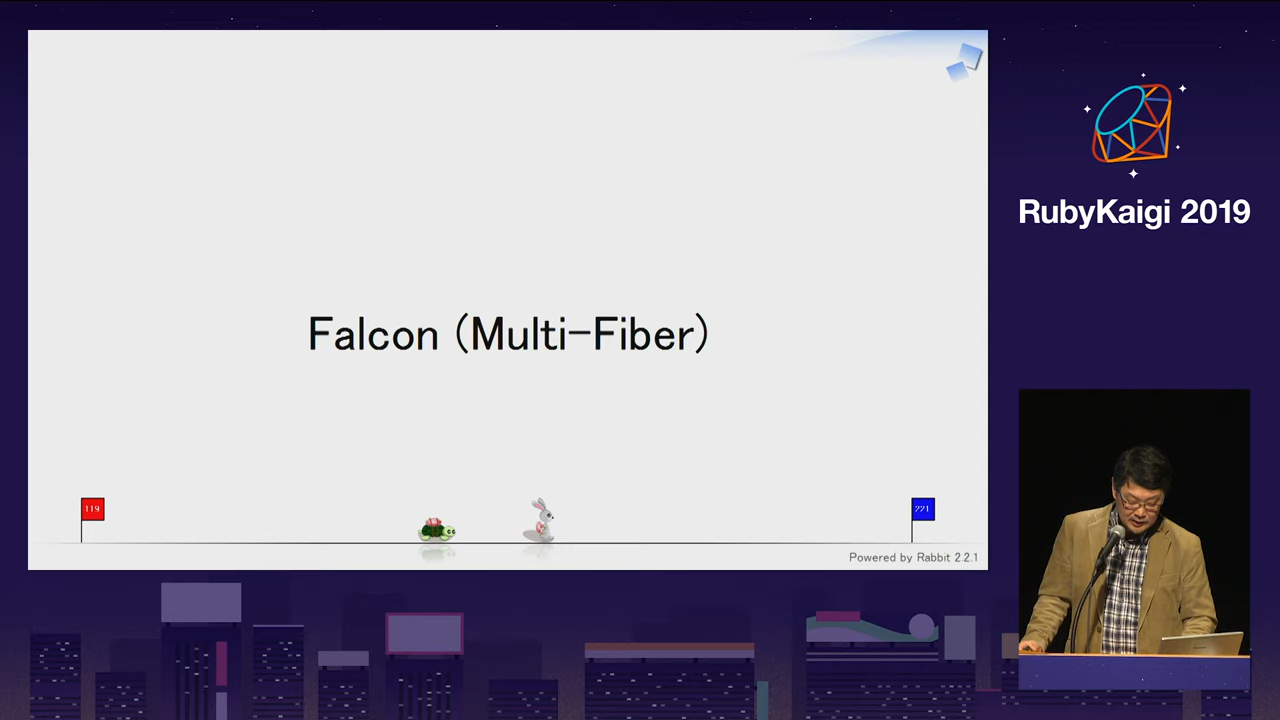 Falcon (Multi-Fiber)
119
221
Powered by Rabbit 2.2.1
RubyKaigi 2019